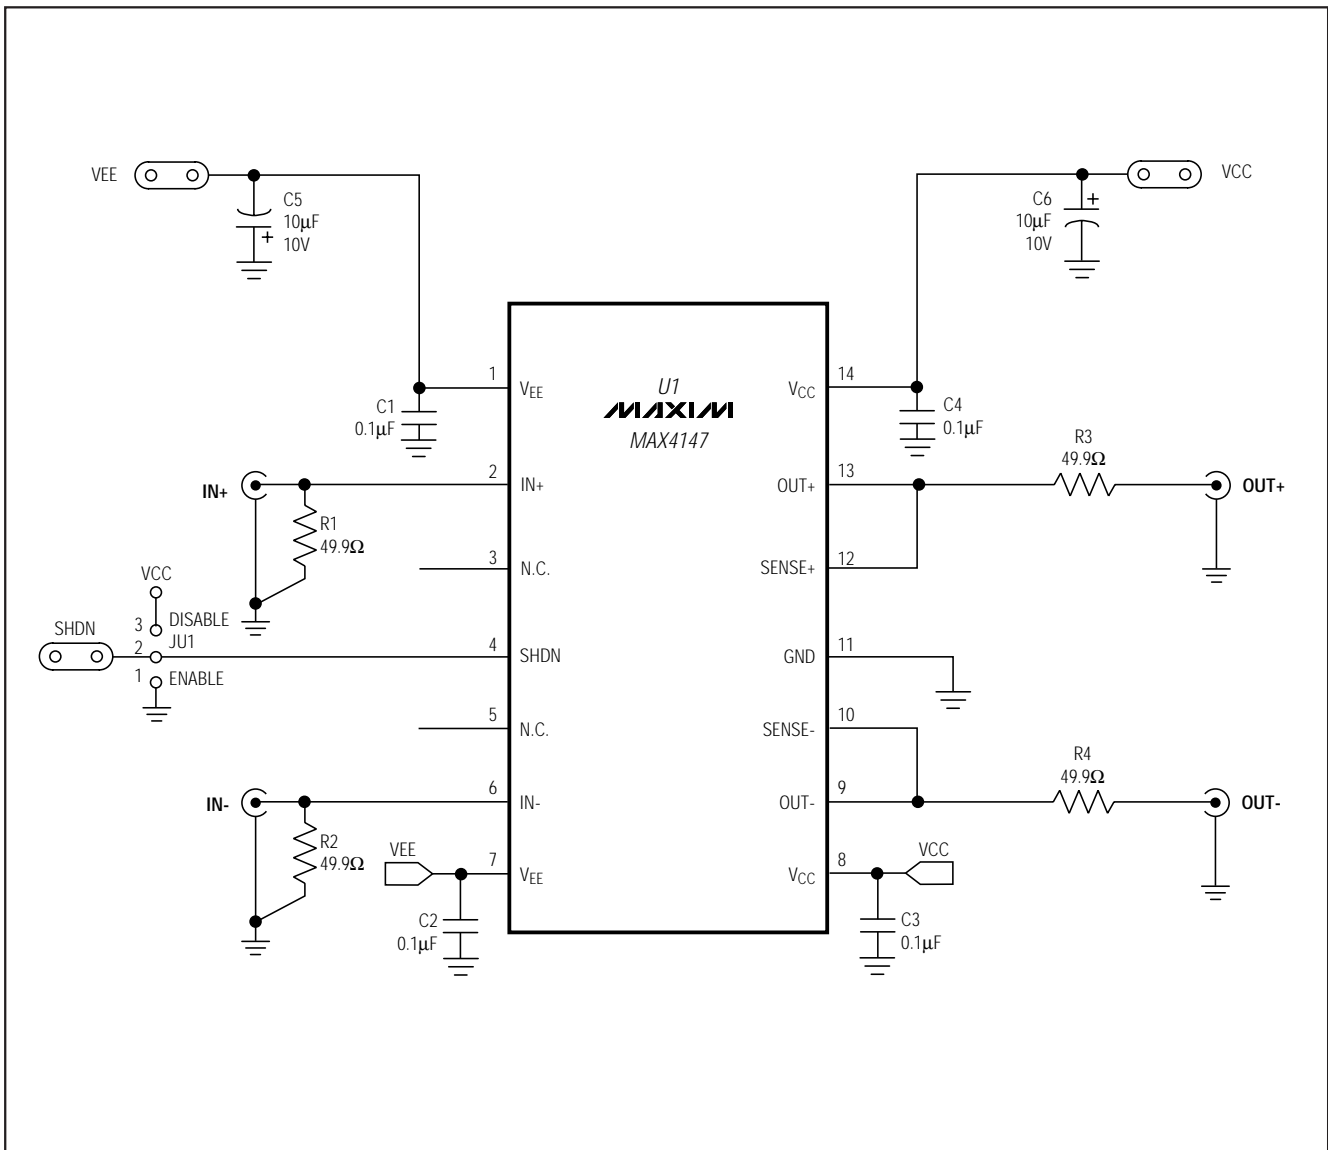 VEE
C5
10µF
10V
+
VCC
C6
10µF
10V
+
U1
MAXIM
MAX4147
1
VEE
C1
0.1µF
14
VCC
C4
0.1µF
IN+
2
IN+
R1
49.9Ω
13
OUT+
R3
49.9Ω
OUT+
3
N.C.
12
SENSE+
VCC
SHDN
3
DISABLE
2
JU1
1
ENABLE
4
SHDN
11
GND
5
N.C.
10
SENSE-
IN-
6
IN-
R2
49.9Ω
9
OUT-
R4
49.9Ω
OUT-
VEE
7
VEE
C2
0.1µF
8
VCC
VCC
C3
0.1µF